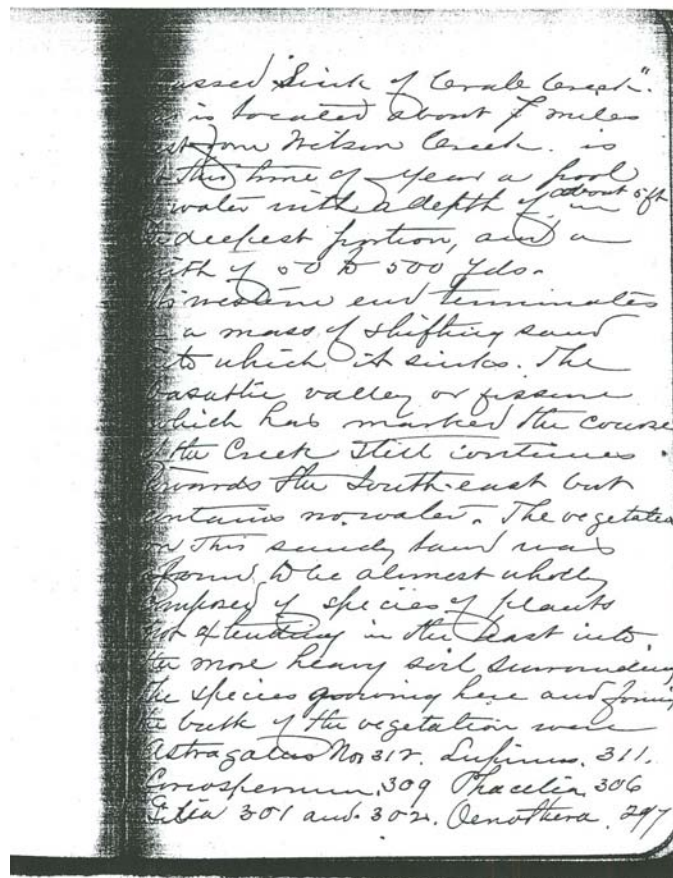 assed "Sink of Crab Creek".
is located about 7 miles
from Wilson Creek. is
this time of year a pool
water with a depth of about 5 ft in
deepest portion, and a
width of 50 to 500 yds.
Its western end terminates
a mass of shifting sand
into which it sinks. The
basaltic valley or fissure
which has marked the course
the Creek still continues
towards the South-east but
contains no water. The vegetation
on this sandy land was
found to be almost wholly
composed of species of plants
not extending in the least into
the more heavy soil surrounding
the species growing here and forming
the bulk of the vegetation were
Astragalus No. 312. Lupinus. 311.
309 Phacelia. 306
Gilia 301 and 302. Oenothera. 297